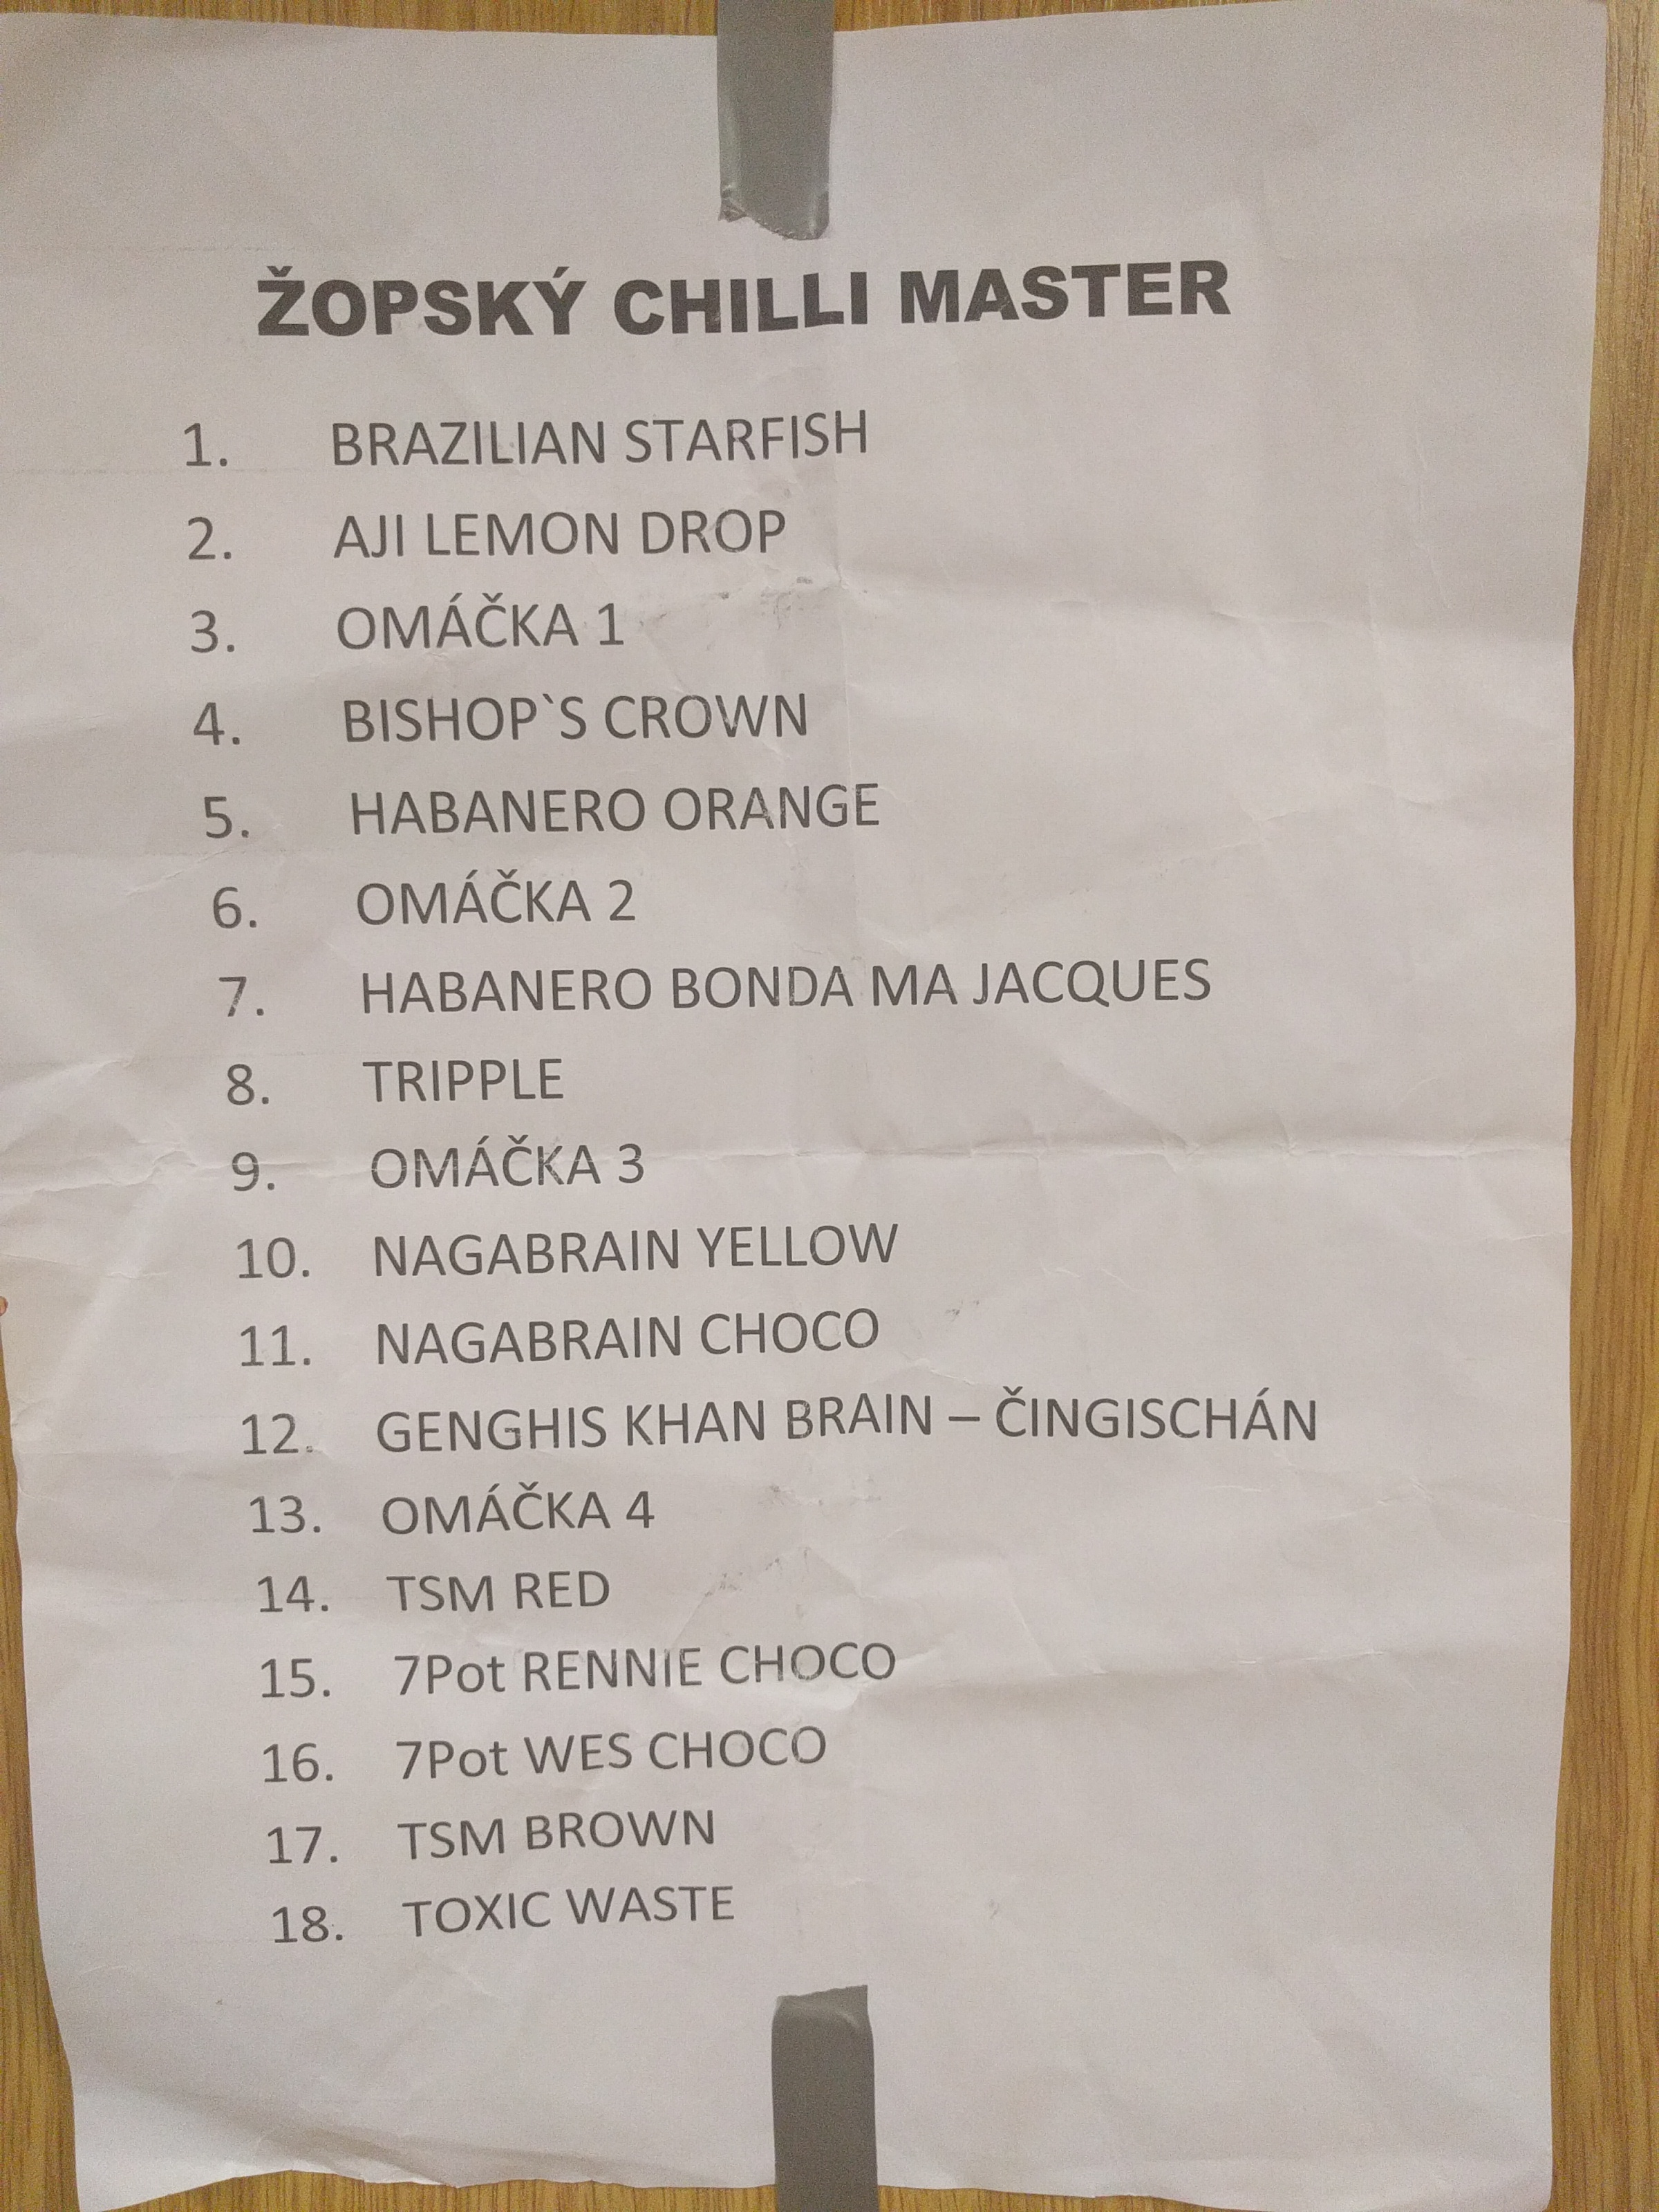 ŽOPSKÝ CHILLI MASTER
1. BRAZILIAN STARFISH
2. AJI LEMON DROP
3. OMÁČKA 1
4. BISHOP`S CROWN
5. HABANERO ORANGE
6. OMÁČKA 2
7. HABANERO BONDA MA JACQUES
8. TRIPPLE
9. OMÁČKA 3
10. NAGABRAIN YELLOW
11. NAGABRAIN CHOCO
12. GENGHIS KHAN BRAIN – ČINGISCHÁN
13. OMÁČKA 4
14. TSM RED
15. 7Pot RENNIE CHOCO
16. 7Pot WES CHOCO
17. TSM BROWN
18. TOXIC WASTE